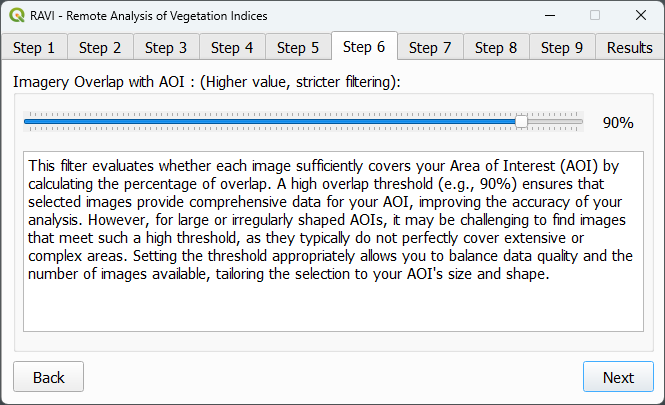 RAVI - Remote Analysis of Vegetation Indices
Step 1 Step 2 Step 3 Step 4 Step 5 Step 6 Step 7 Step 8 Step 9 Results
Imagery Overlap with AOI : (Higher value, stricter filtering):
90%
This filter evaluates whether each image sufficiently covers your Area of Interest (AOI) by
calculating the percentage of overlap. A high overlap threshold (e.g., 90%) ensures that
selected images provide comprehensive data for your AOI, improving the accuracy of your
analysis. However, for large or irregularly shaped AOIs, it may be challenging to find images
that meet such a high threshold, as they typically do not perfectly cover extensive or
complex areas. Setting the threshold appropriately allows you to balance data quality and the
number of images available, tailoring the selection to your AOI's size and shape.
Back Next